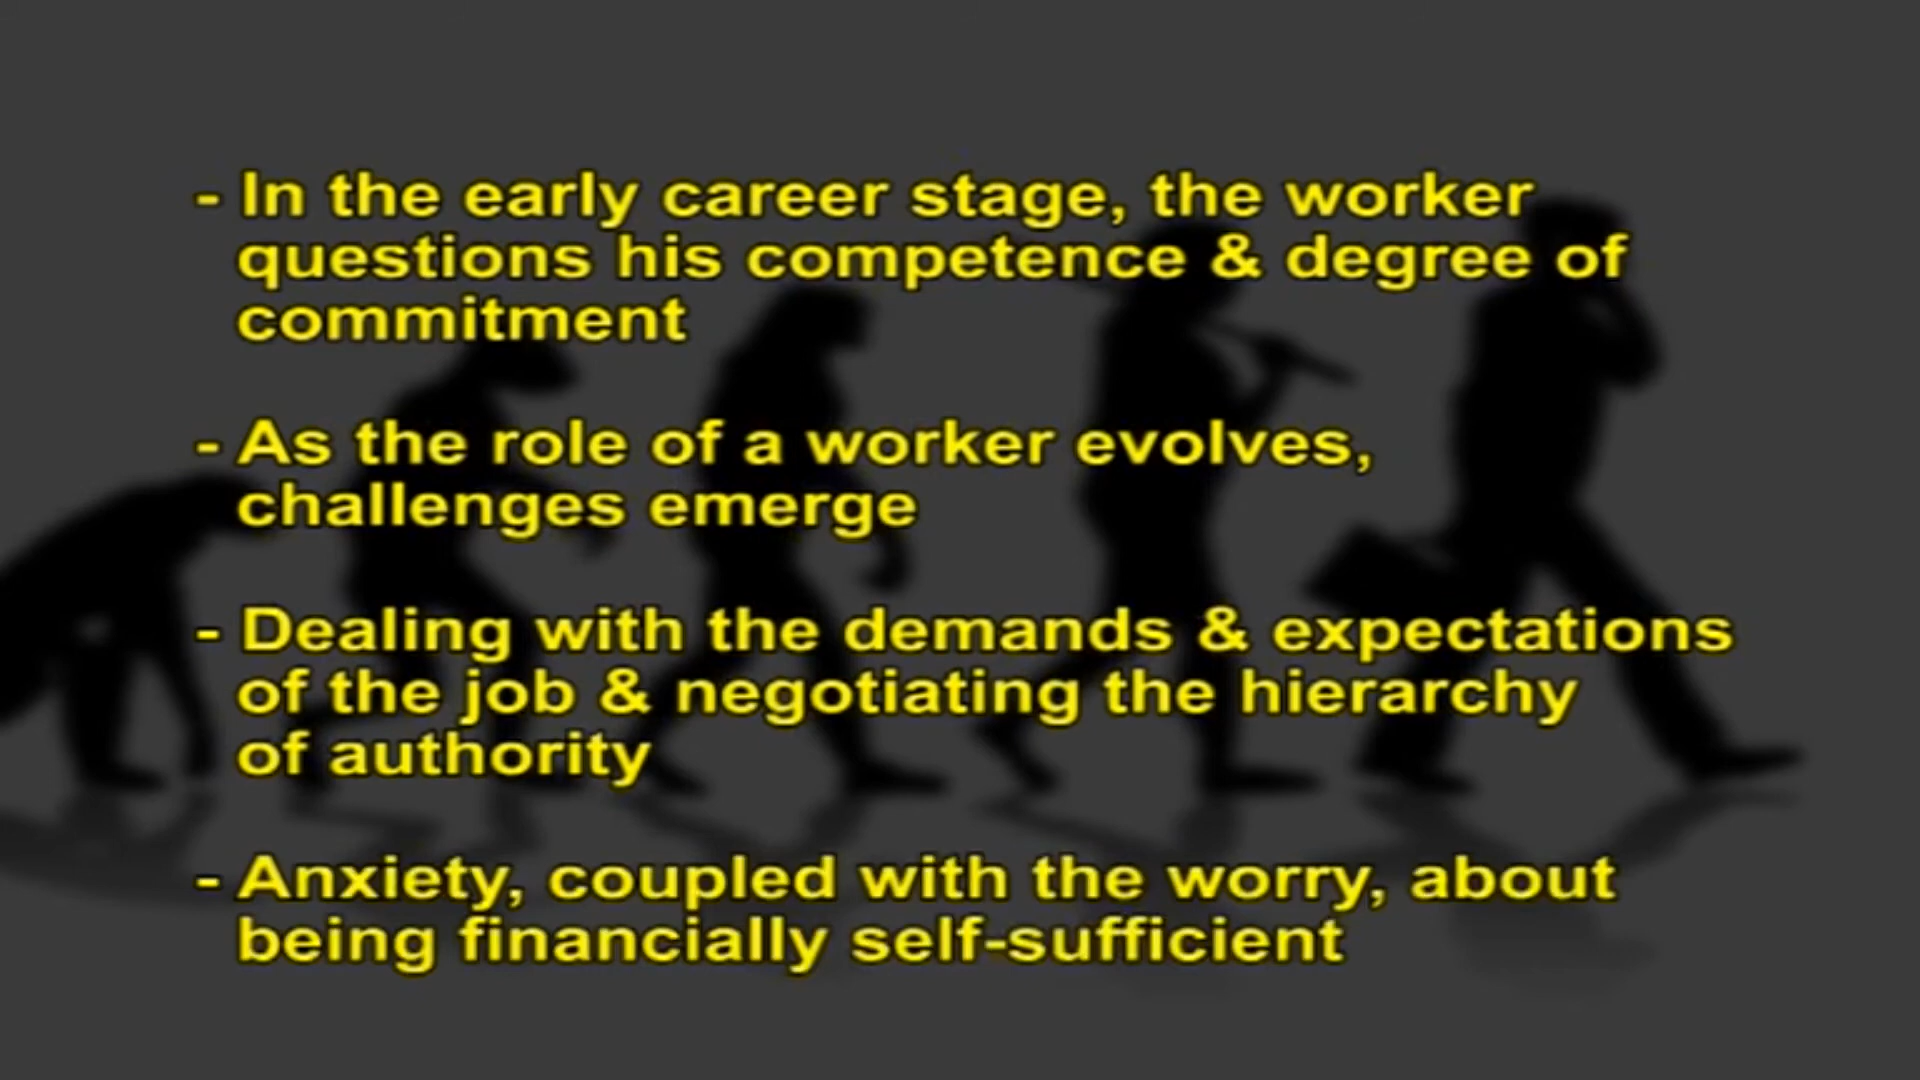 - In the early career stage, the worker
questions his competence & degree of
commitment
- As the role of a worker evolves,
challenges emerge
- Dealing with the demands & expectations
of the job & negotiating the hierarchy
of authority
- Anxiety, coupled with the worry, about
being financially self-sufficient